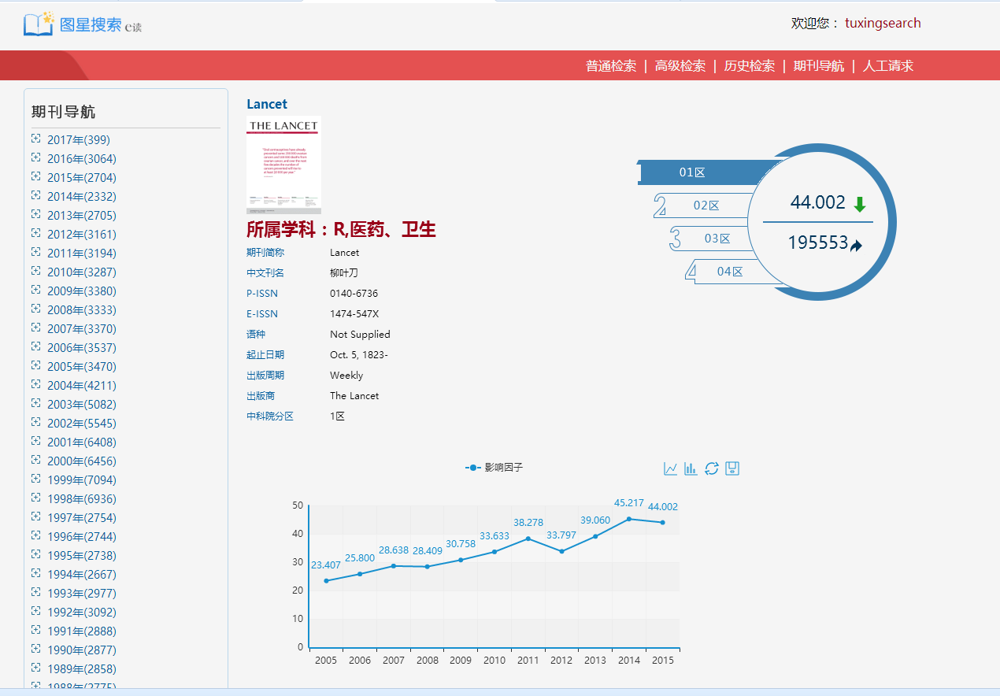 图星搜索 e读
欢迎您： tuxingsearch
普通检索 | 高级检索 | 历史检索 | 期刊导航 | 人工请求
期刊导航
2017年(399)
2016年(3064)
2015年(2704)
2014年(2332)
2013年(2705)
2012年(3161)
2011年(3194)
2010年(3287)
2009年(3380)
2008年(3333)
2007年(3370)
2006年(3537)
2005年(3470)
2004年(4211)
2003年(5082)
2002年(5545)
2001年(6408)
2000年(6456)
1999年(7094)
1998年(6936)
1997年(2754)
1996年(2744)
1995年(2738)
1994年(2667)
1993年(2977)
1992年(3092)
1991年(2888)
1990年(2877)
1989年(2858)
1988年(2775)
Lancet
THE LANCET
所属学科：R,医药、卫生
期刊简称 Lancet
中文刊名 柳叶刀
P-ISSN 0140-6736
E-ISSN 1474-547X
语种 Not Supplied
起止日期 Oct. 5, 1823-
出版周期 Weekly
出版商 The Lancet
中科院分区 1区
01区
2 02区
3 03区
4 04区
44.002
195553
影响因子
50
40
30
20
10
0
23.407
25.800
28.638
28.409
30.758
33.633
38.278
33.797
39.060
45.217
44.002
2005 2006 2007 2008 2009 2010 2011 2012 2013 2014 2015